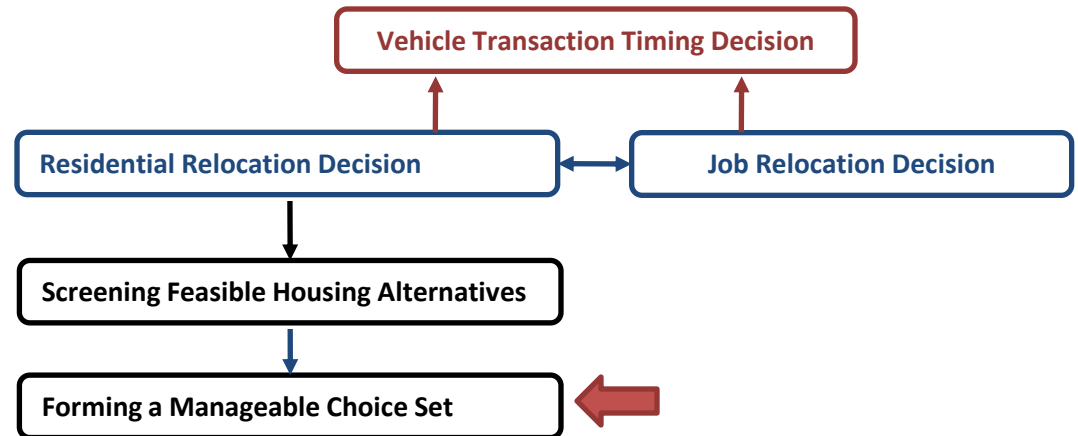 Vehicle Transaction Timing Decision
Residential Relocation Decision
Job Relocation Decision
Screening Feasible Housing Alternatives
Forming a Manageable Choice Set